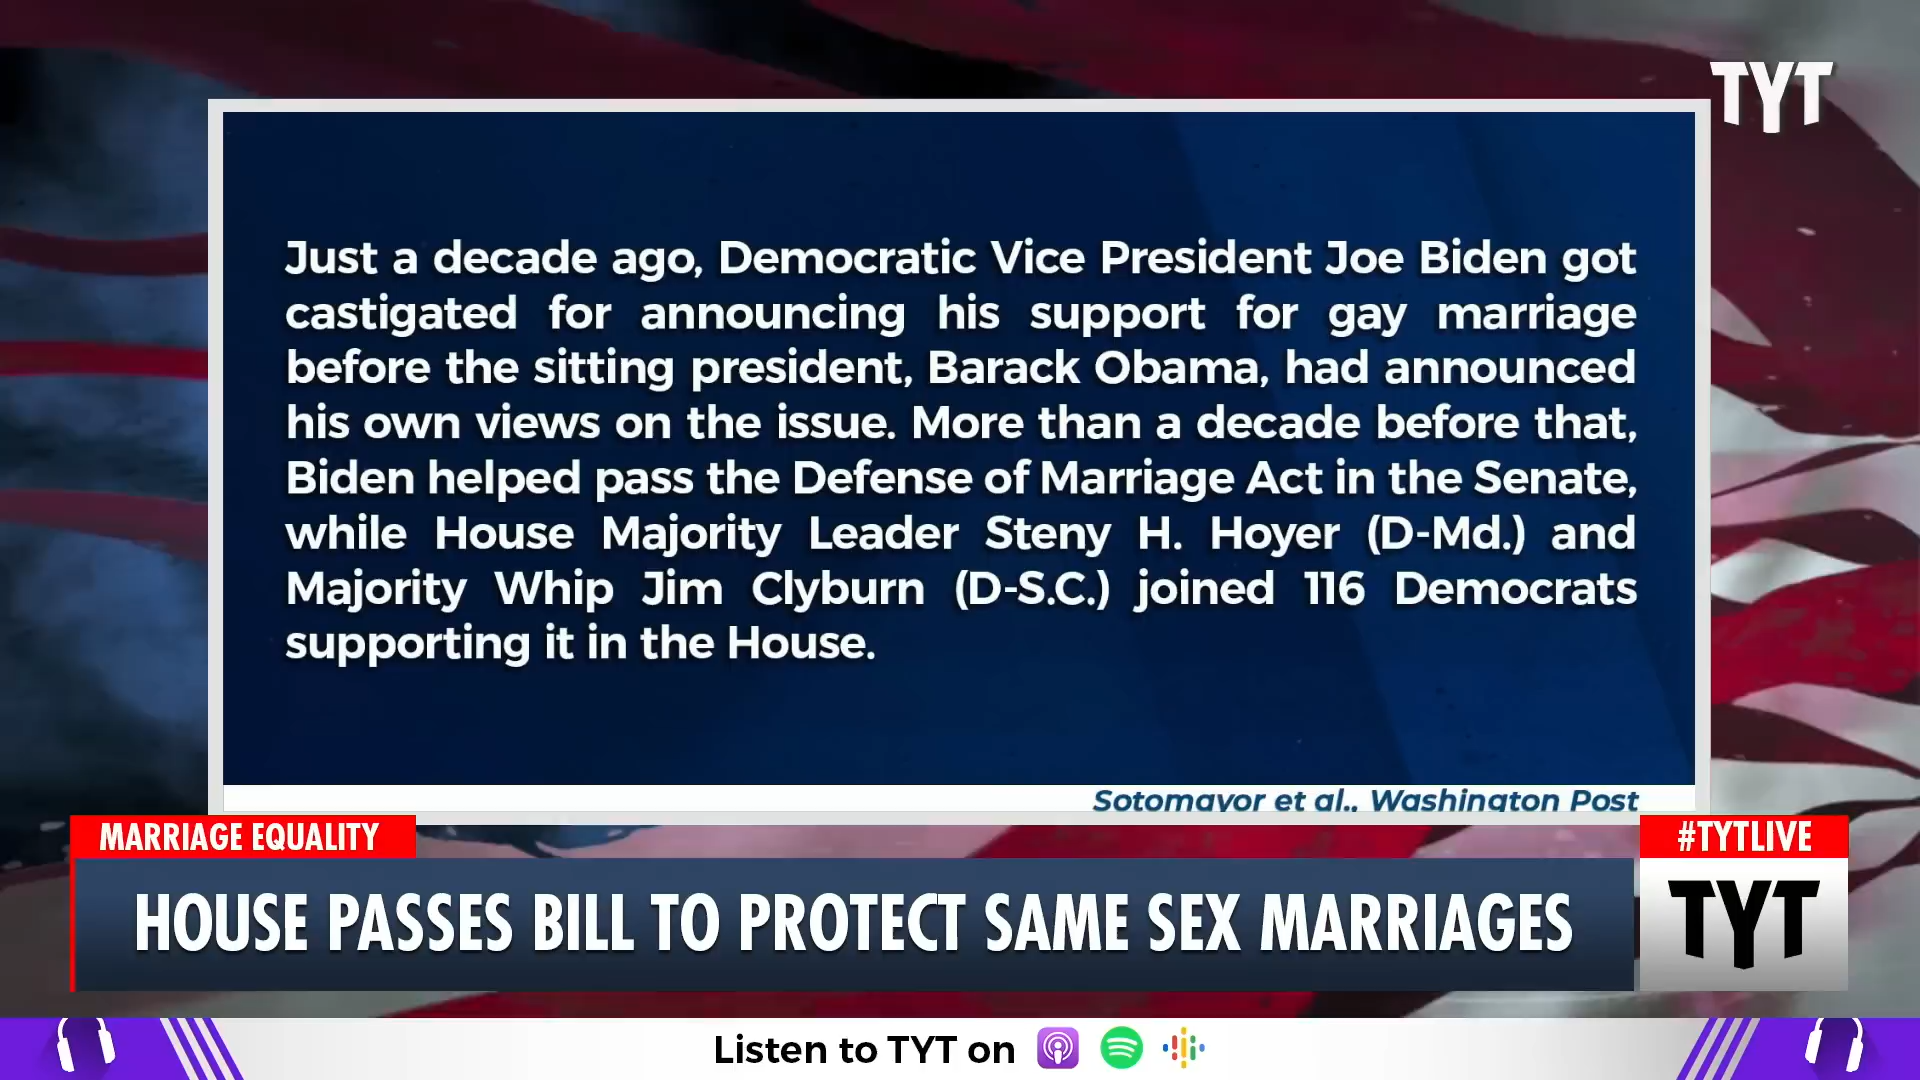 TYT
Just a decade ago, Democratic Vice President Joe Biden got
castigated for announcing his support for gay marriage
before the sitting president, Barack Obama, had announced
his own views on the issue. More than a decade before that,
Biden helped pass the Defense of Marriage Act in the Senate,
while House Majority Leader Steny H. Hoyer (D-Md.) and
Majority Whip Jim Clyburn (D-S.C.) joined 116 Democrats
supporting it in the House.
Sotomayor et al., Washington Post
MARRIAGE EQUALITY
#TYTLIVE
HOUSE PASSES BILL TO PROTECT SAME SEX MARRIAGES
TYT
Listen to TYT on